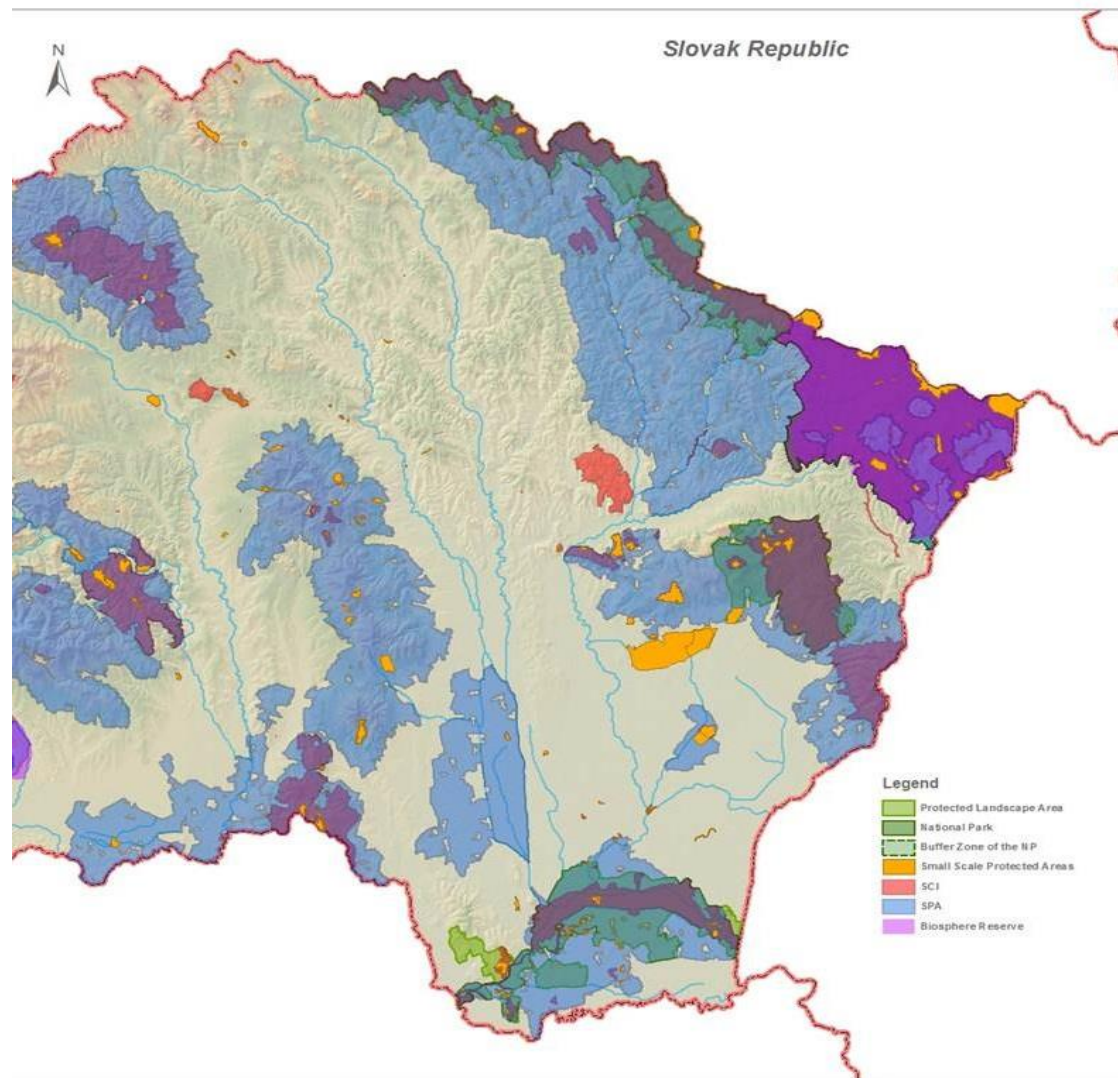 Slovak Republic
N
Legend
Protected Landscape Area
National Park
Buffer Zone of the NP
Small Scale Protected Areas
SCI
SPA
Biosphere Reserve